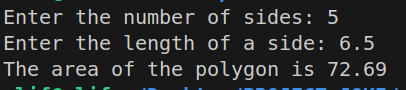 Enter the number of sides: 5
Enter the length of a side: 6.5
The area of the polygon is 72.69